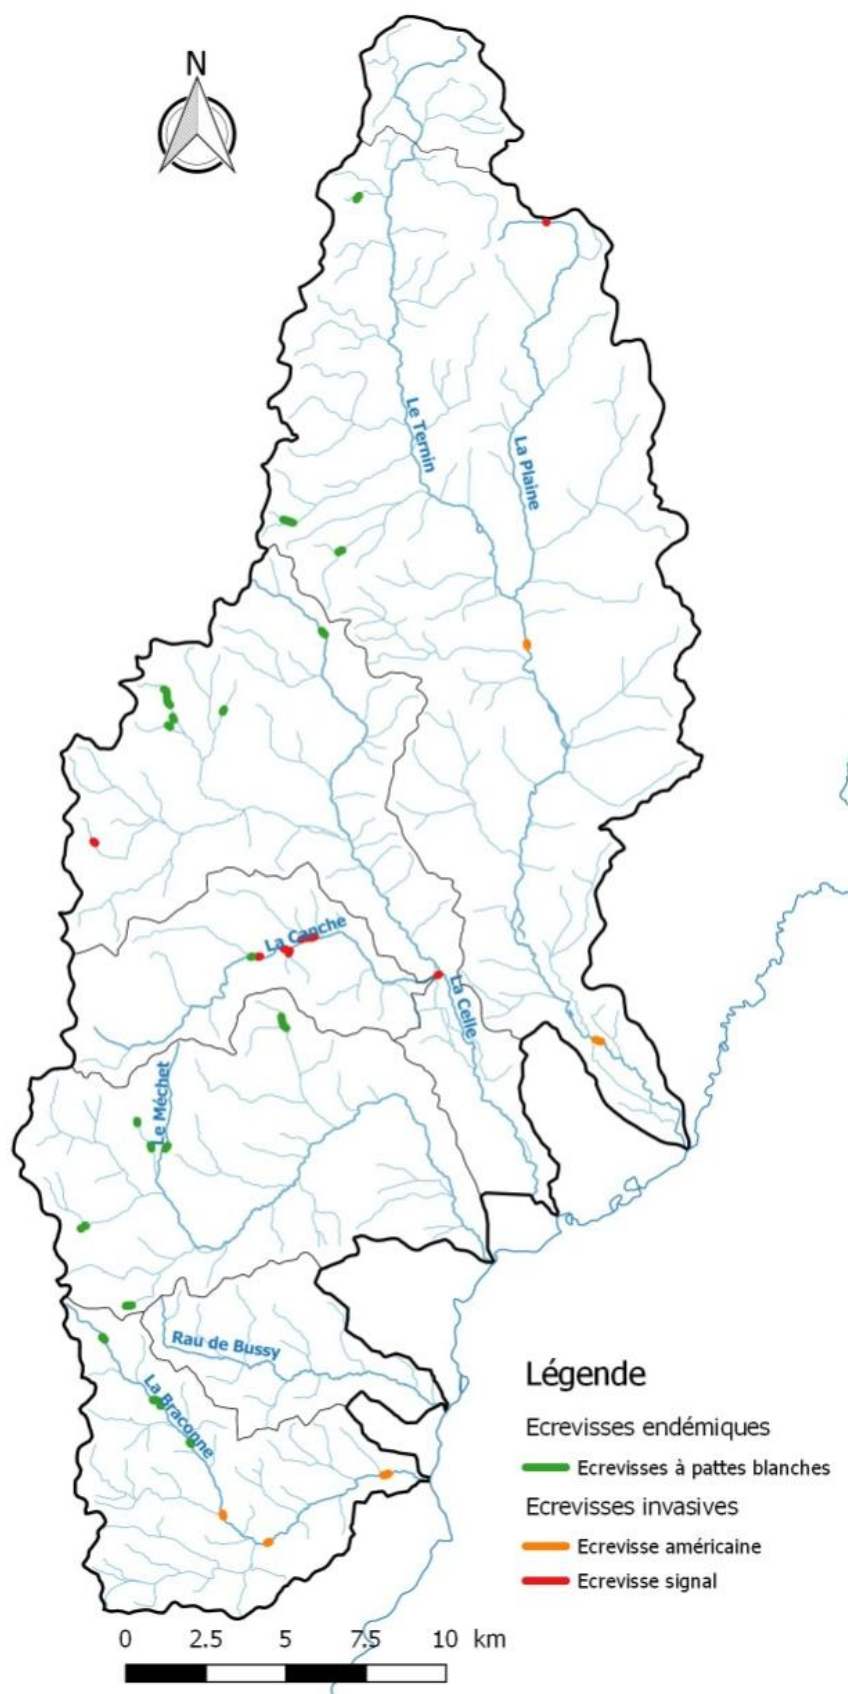 N
Le Ternin
La Plaine
La Canche
La Celle
Le Méchet
Rau de Bussy
La Braconne
Légende
Ecrevisses endémiques
Ecrevisses à pattes blanches
Ecrevisses invasives
Ecrevisse américaine
Ecrevisse signal
0 2.5 5 7.5 10 km